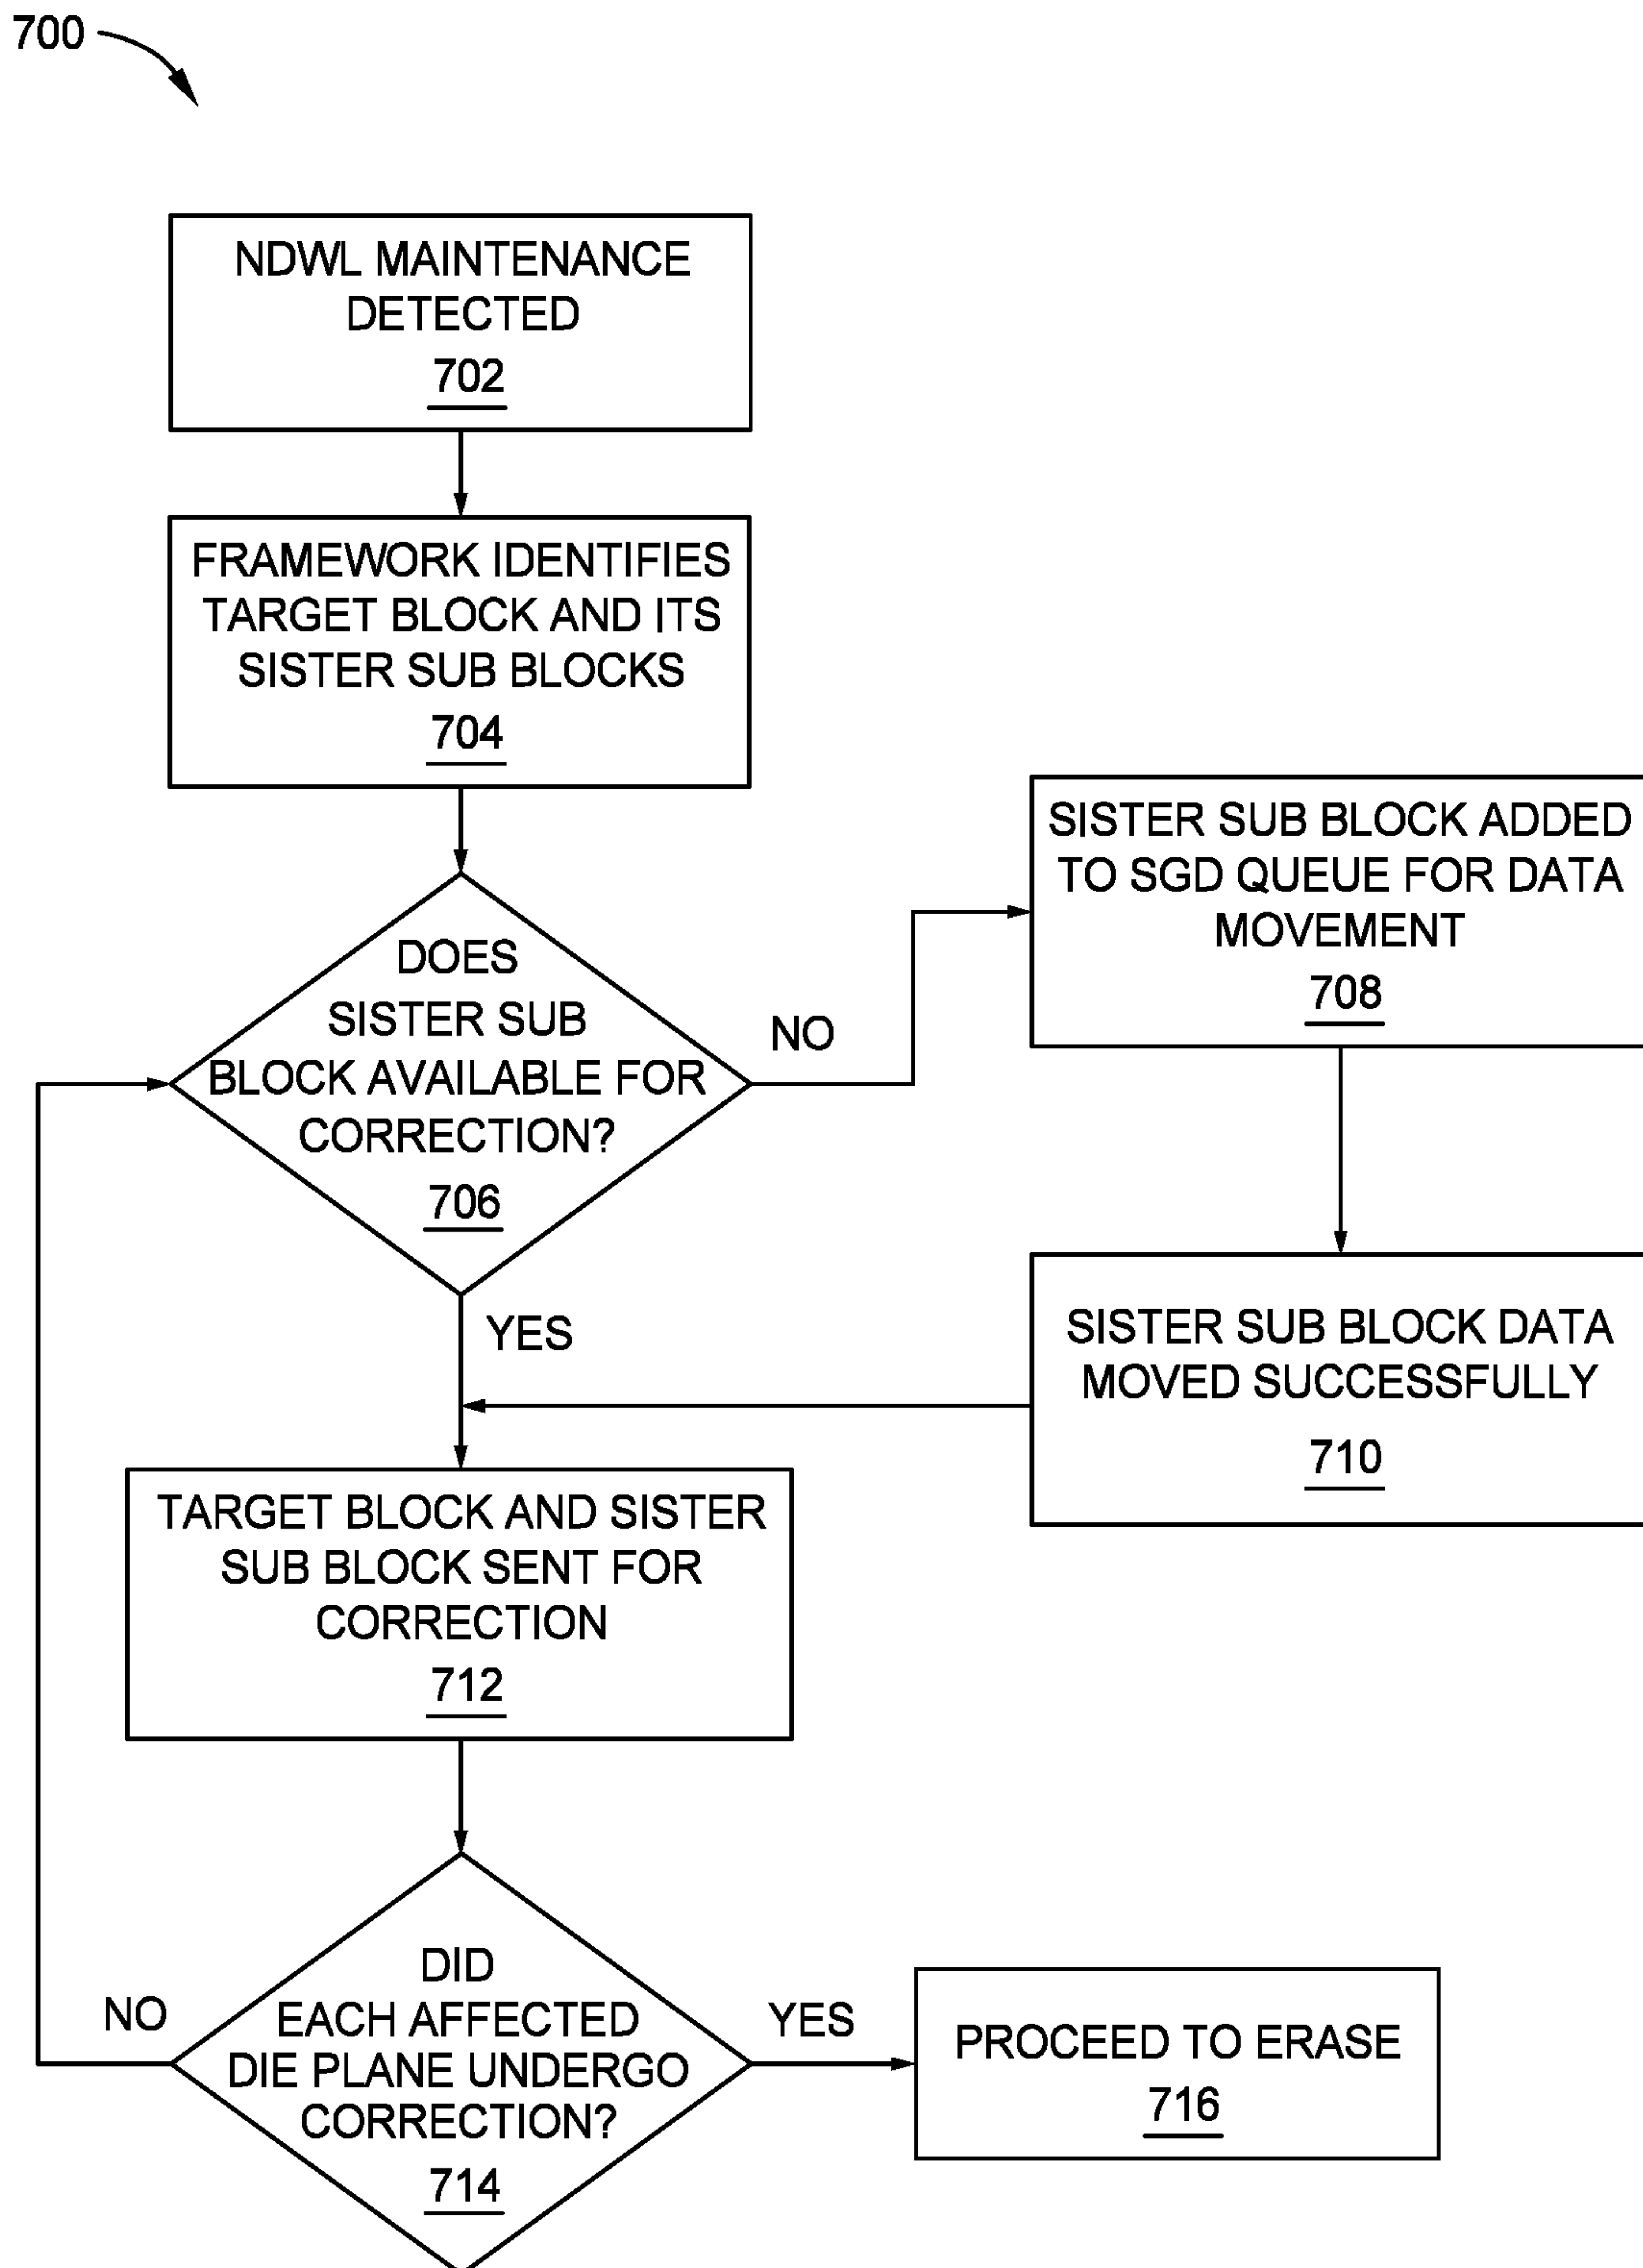 700
NDWL MAINTENANCE
DETECTED
702
FRAMEWORK IDENTIFIES
TARGET BLOCK AND ITS
SISTER SUB BLOCKS
704
DOES
SISTER SUB
BLOCK AVAILABLE FOR
CORRECTION?
706
NO
SISTER SUB BLOCK ADDED
TO SGD QUEUE FOR DATA
MOVEMENT
708
YES
SISTER SUB BLOCK DATA
MOVED SUCCESSFULLY
710
TARGET BLOCK AND SISTER
SUB BLOCK SENT FOR
CORRECTION
712
DID
EACH AFFECTED
DIE PLANE UNDERGO
CORRECTION?
714
NO
YES
PROCEED TO ERASE
716